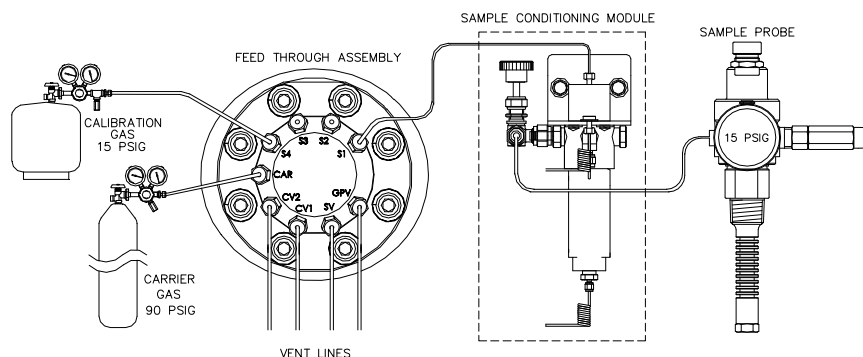 SAMPLE CONDITIONING MODULE
SAMPLE PROBE
FEED THROUGH ASSEMBLY
CALIBRATION
GAS
15 PSIG
S4
S3
S2
S1
CAR
CV2
CV1
SV
GPV
15 PSIG
CARRIER
GAS
90 PSIG
VENT LINES